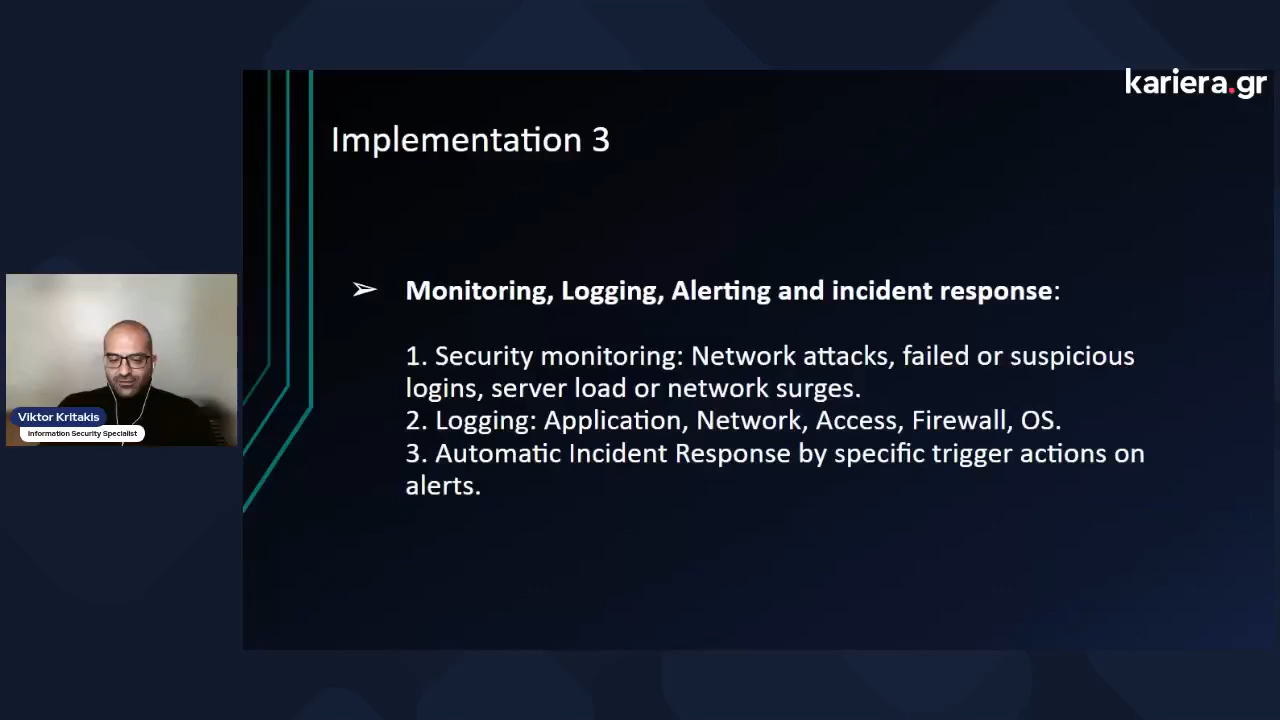 kariera.gr
Implementation 3
➢ Monitoring, Logging, Alerting and incident response:
1. Security monitoring: Network attacks, failed or suspicious
logins, server load or network surges.
2. Logging: Application, Network, Access, Firewall, OS.
3. Automatic Incident Response by specific trigger actions on
alerts.
Viktor Kritakis
Information Security Specialist